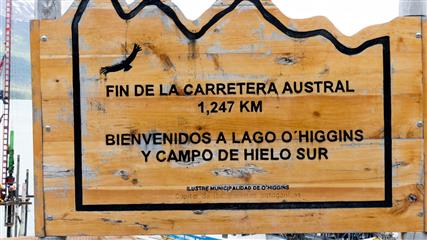 FIN DE LA CARRETERA AUSTRAL
1,247 KM
BIENVENIDOS A LAGO O´HIGGINS
Y CAMPO DE HIELO SUR
ILUSTRE MUNICIPALIDAD DE O'HIGGINS